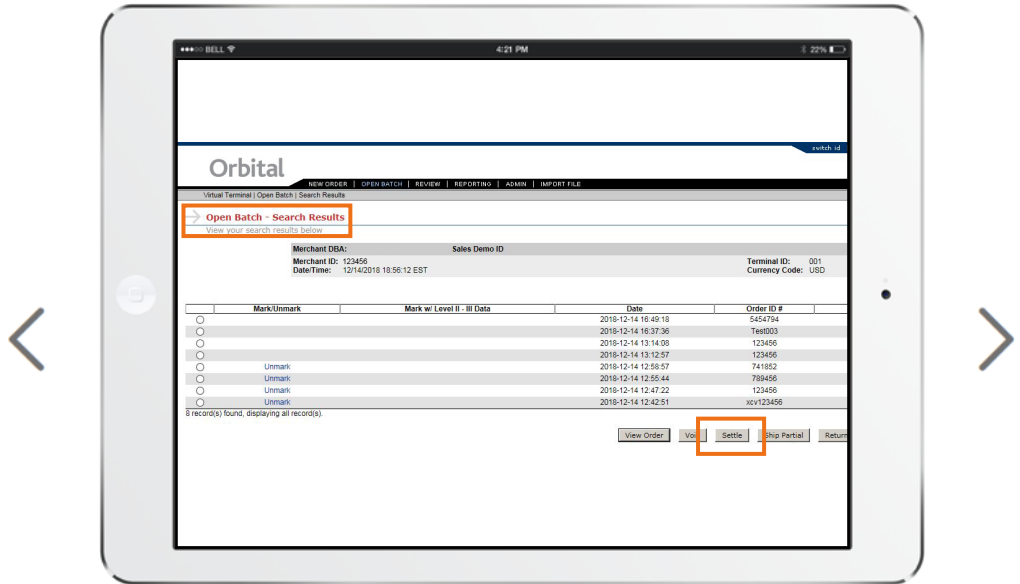 BELL 4:21 PM 22%
switch id
Orbital
NEW ORDER | OPEN BATCH | REVIEW | REPORTING | ADMIN | IMPORT FILE
Virtual Terminal | Open Batch | Search Results
Open Batch - Search Results
View your search results below
Merchant DBA: Sales Demo ID
Merchant ID: 123456 Terminal ID: 001
Date/Time: 12/14/2018 18:56:12 EST Currency Code: USD
Mark/Unmark Mark w/ Level II - III Data Date Order ID #
2018-12-14 16:49:18 5454794
2018-12-14 16:37:36 Test003
2018-12-14 13:14:08 123456
2018-12-14 13:12:57 123456
Unmark 2018-12-14 12:58:57 741852
Unmark 2018-12-14 12:55:44 789456
Unmark 2018-12-14 12:47:22 123456
Unmark 2018-12-14 12:42:51 xcv123456
8 record(s) found, displaying all record(s).
View Order Voi Settle Ship Partial Return